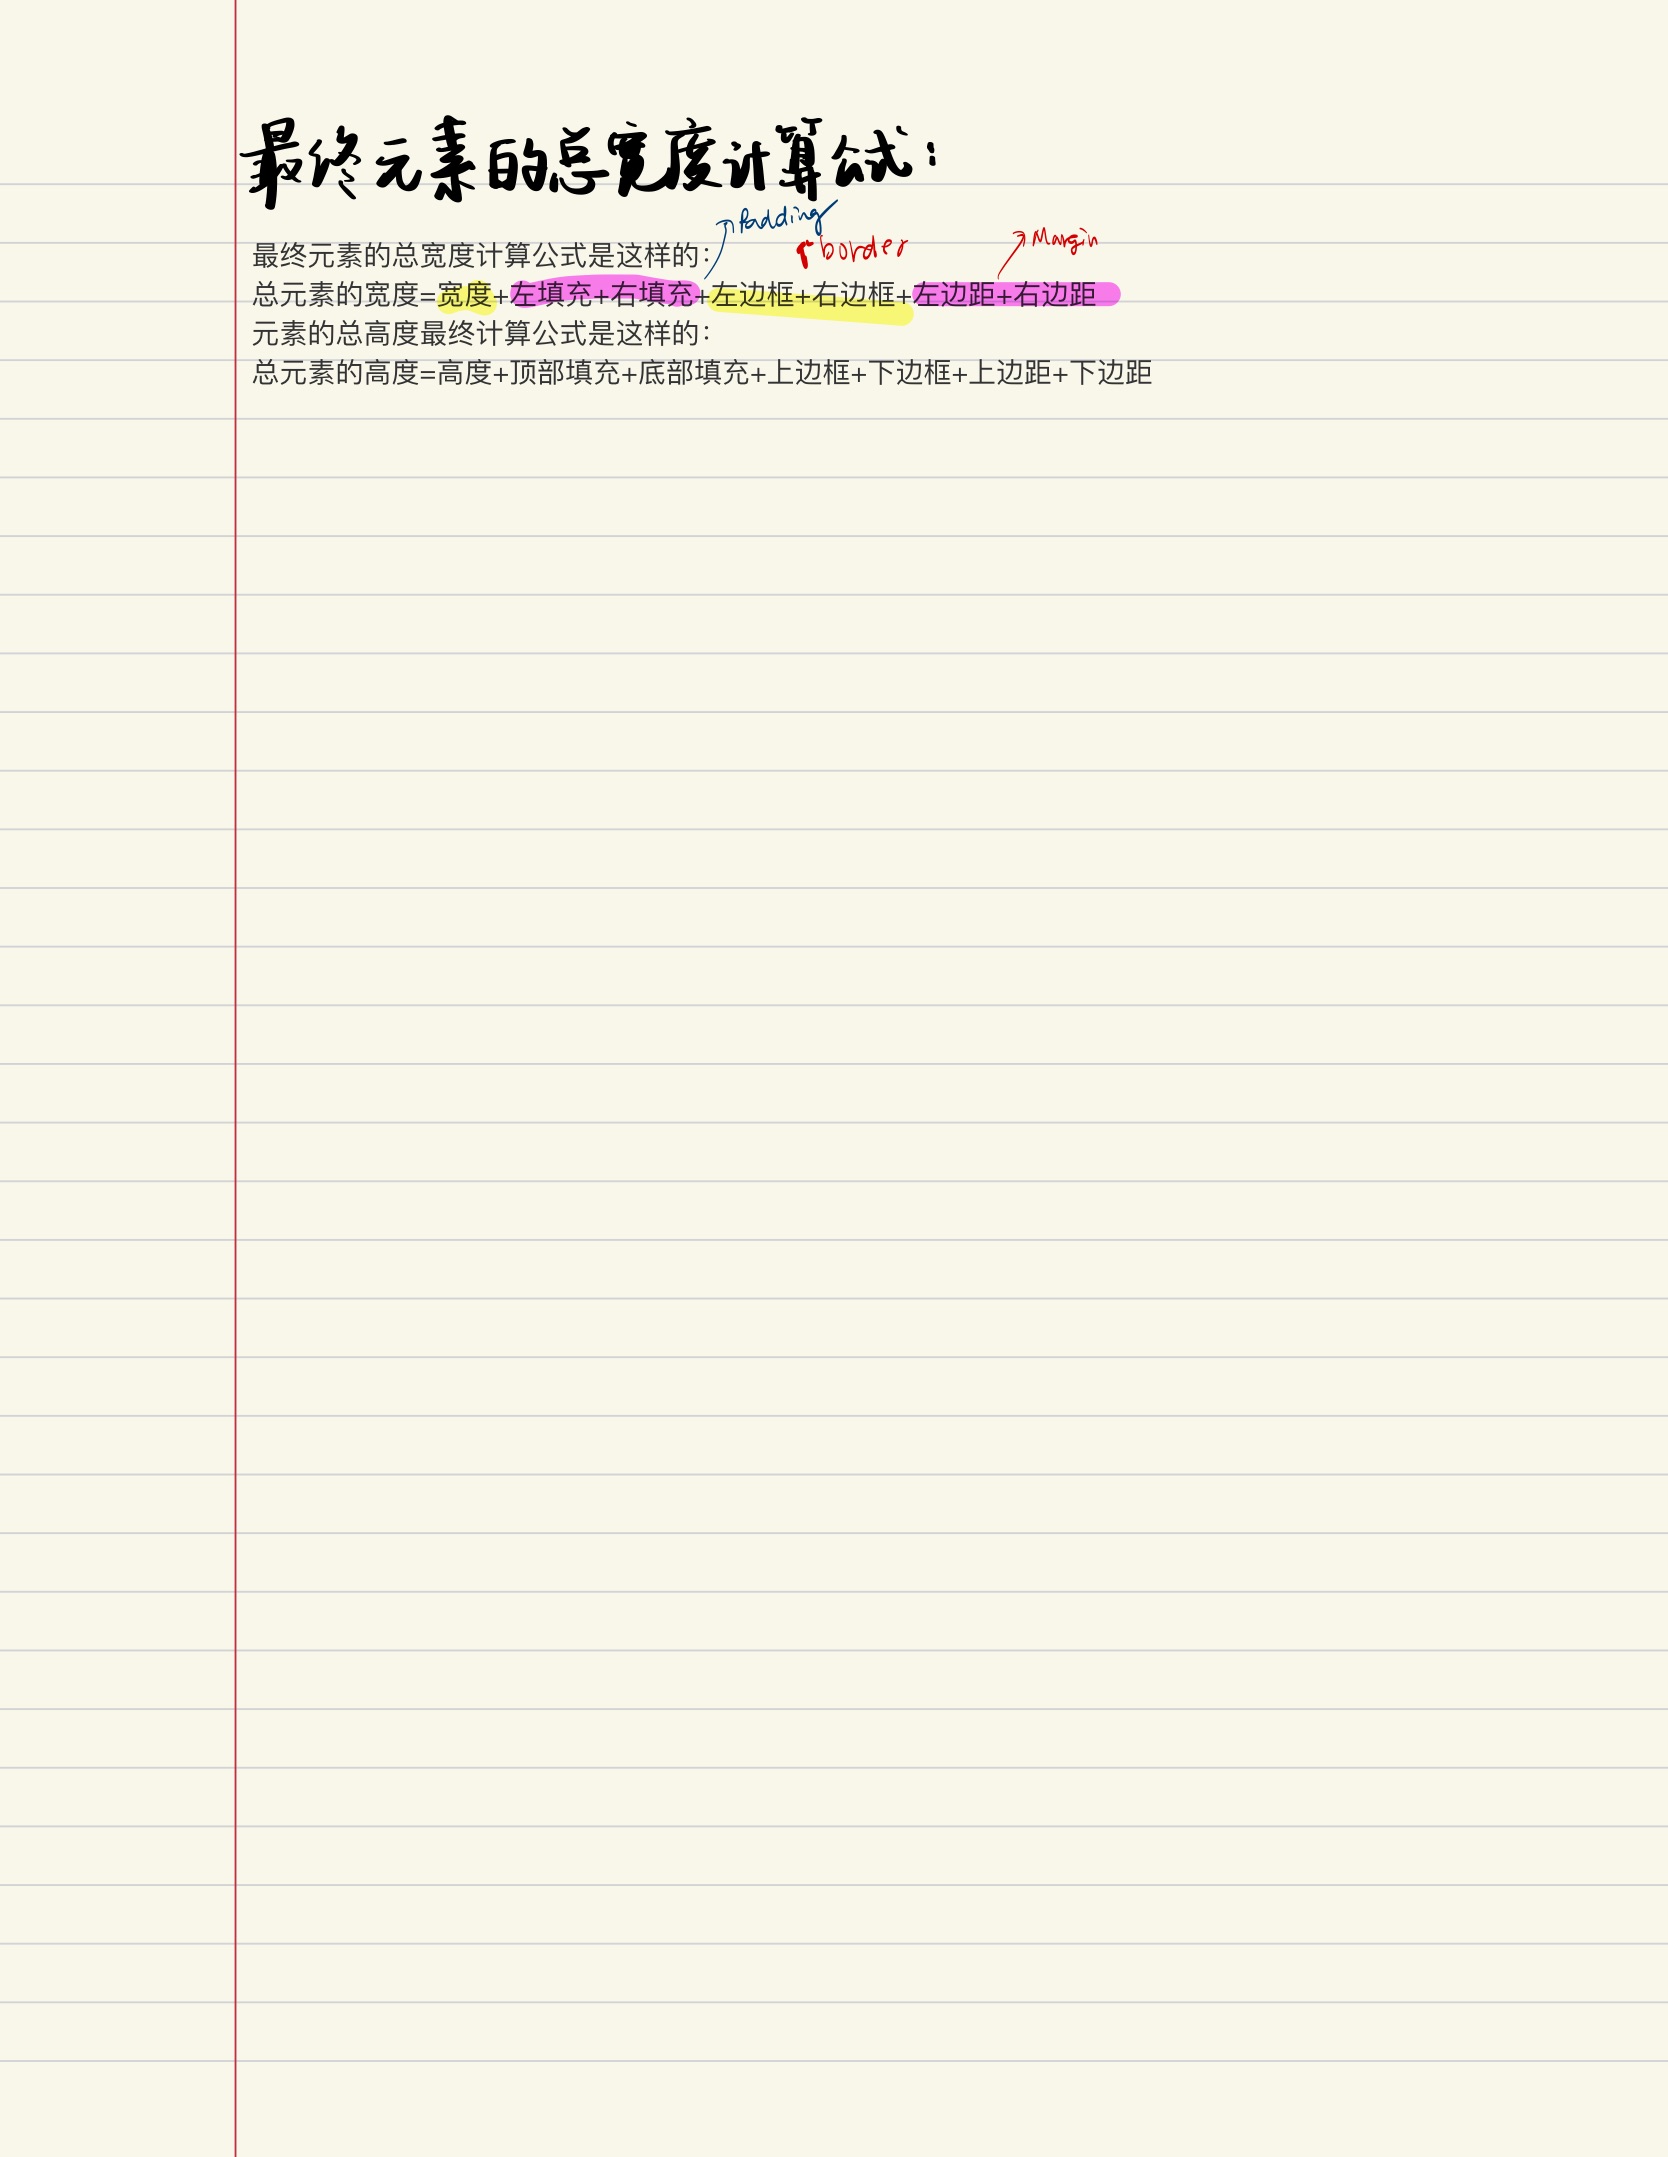 最终元素的总宽度计算公式：
Padding
border
Margin
最终元素的总宽度计算公式是这样的：
总元素的宽度=宽度+左填充+右填充+左边框+右边框+左边距+右边距
元素的总高度最终计算公式是这样的：
总元素的高度=高度+顶部填充+底部填充+上边框+下边框+上边距+下边距